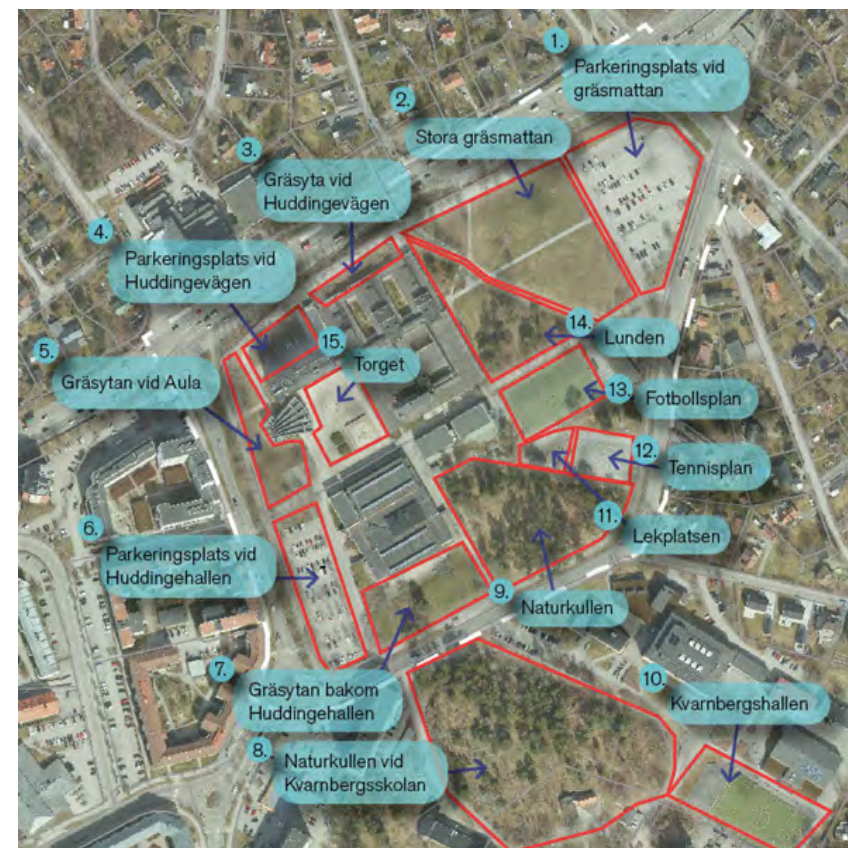 1.
Parkeringsplats vid
gräsmattan
2.
Stora gräsmattan
3.
Gräsyta vid
Huddingevägen
4.
Parkeringsplats vid
Huddingevägen
5.
Gräsytan vid Aula
6.
Parkeringsplats vid
Huddingehallen
7.
Gräsytan bakom
Huddingehallen
8.
Naturkullen vid
Kvarnbergsskolan
9.
Naturkullen
10.
Kvarnbergshallen
11.
Lekplatsen
12.
Tennisplan
13.
Fotbollsplan
14.
Lunden
15.
Torget